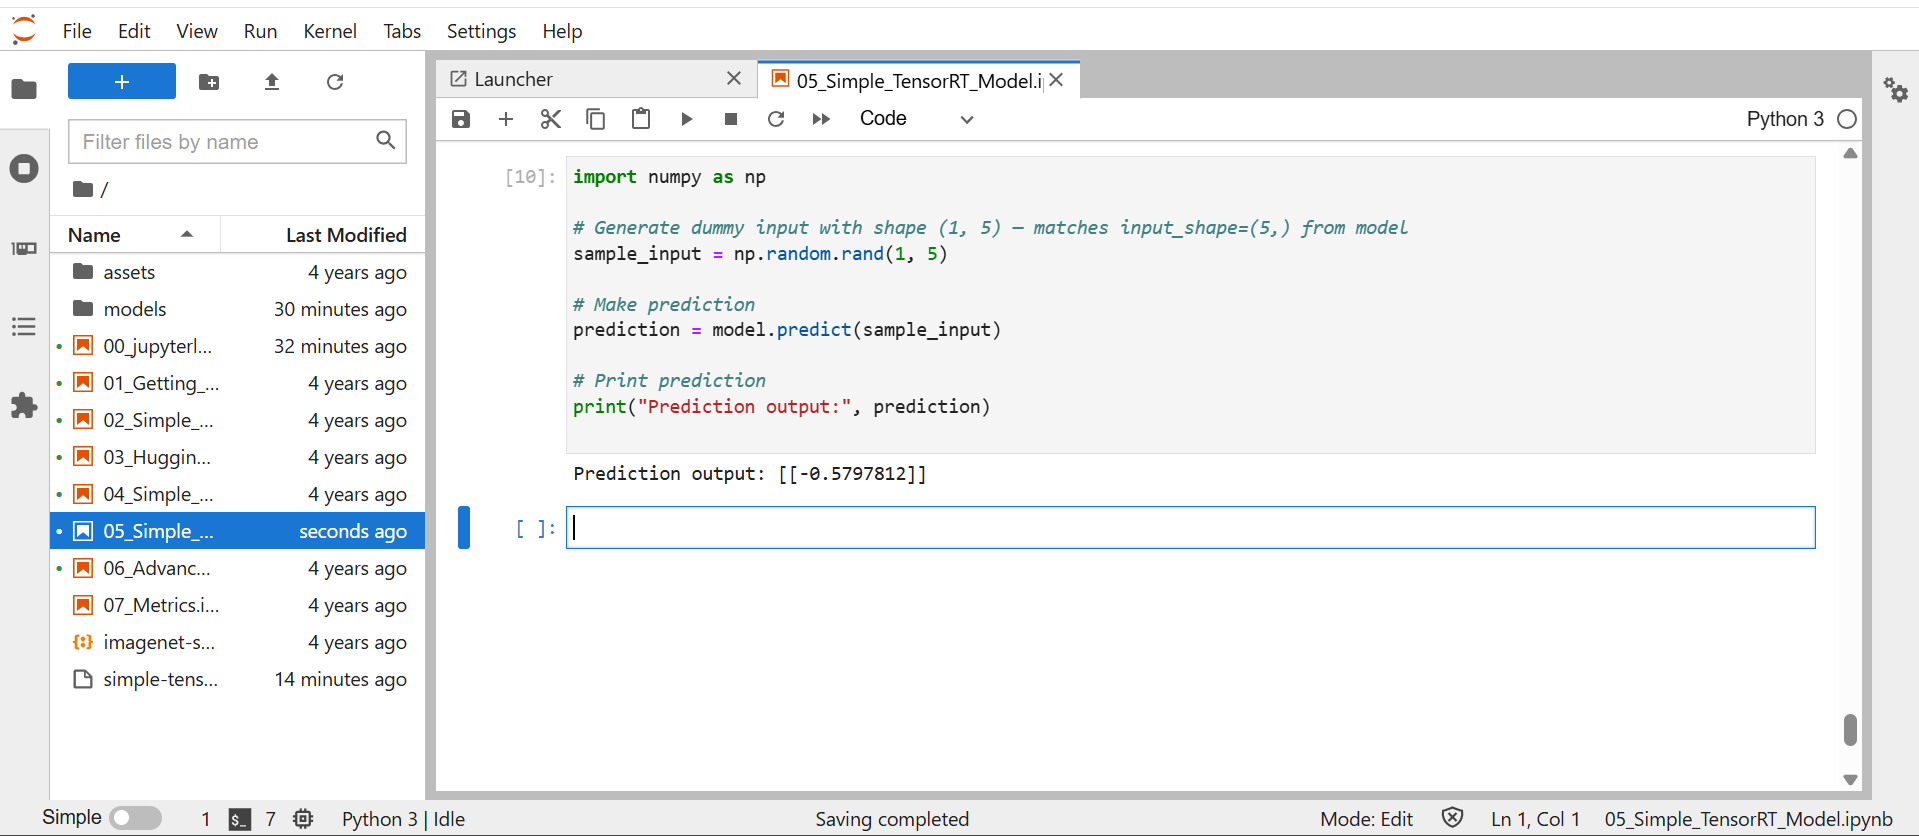 File Edit View Run Kernel Tabs Settings Help
+
Filter files by name
/
Name Last Modified
assets 4 years ago
models 30 minutes ago
00_jupyterl... 32 minutes ago
01_Getting_... 4 years ago
02_Simple_... 4 years ago
03_Huggin... 4 years ago
04_Simple_... 4 years ago
05_Simple_... seconds ago
06_Advanc... 4 years ago
07_Metrics.i... 4 years ago
imagenet-s... 4 years ago
simple-tens... 14 minutes ago
Launcher
05_Simple_TensorRT_Model.i
Code
Python 3
[10]:
import numpy as np
# Generate dummy input with shape (1, 5) — matches input_shape=(5,) from model
sample_input = np.random.rand(1, 5)
# Make prediction
prediction = model.predict(sample_input)
# Print prediction
print("Prediction output:", prediction)
Prediction output: [[-0.5797812]]
[ ]:
Simple 1 $_ 7 Python 3 | Idle Saving completed Mode: Edit Ln 1, Col 1 05_Simple_TensorRT_Model.ipynb